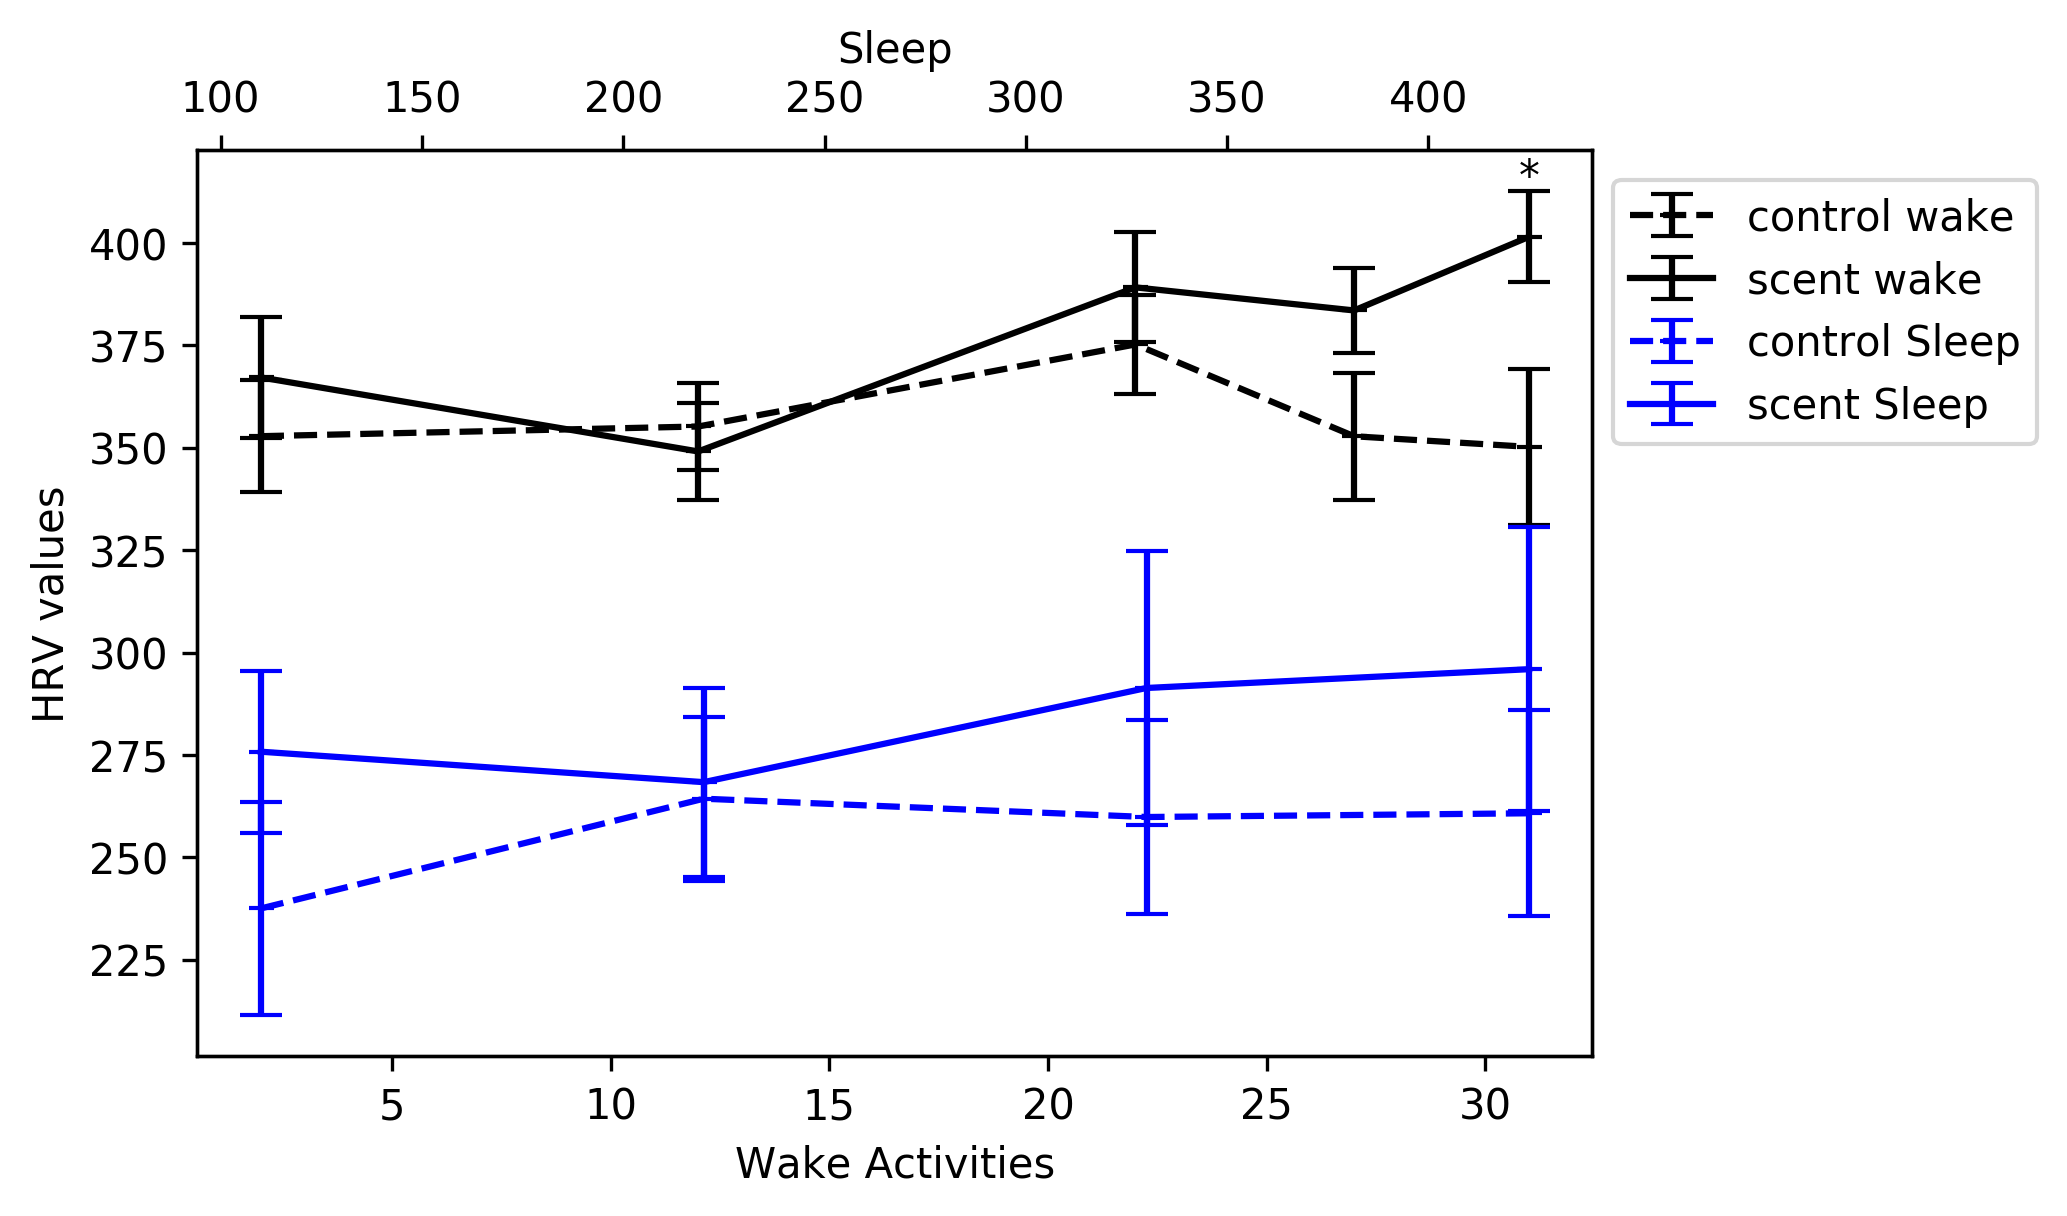 Sleep
100 150 200 250 300 350 400
*
400
375
350
325
300
275
250
225
HRV values
5 10 15 20 25 30
Wake Activities
control wake
scent wake
control Sleep
scent Sleep